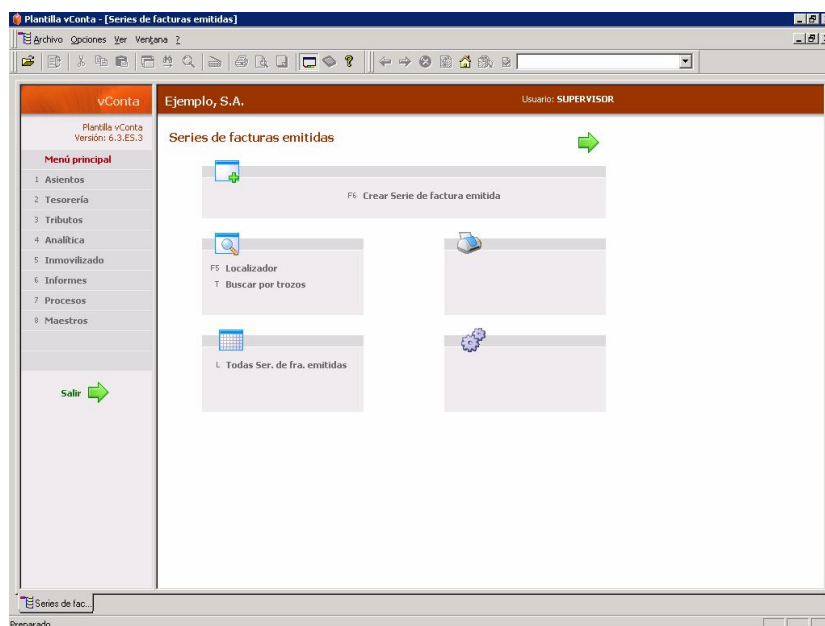 Plantilla vConta - [Series de facturas emitidas]
Archivo Opciones Ver Ventana ?
vConta
Ejemplo, S.A.
Usuario: SUPERVISOR
Plantilla vConta
Versión: 6.3.ES.3
Series de facturas emitidas
Menú principal
1 Asientos
2 Tesorería
3 Tributos
4 Analítica
5 Inmovilizado
6 Informes
7 Procesos
8 Maestros
Salir
F6 Crear Serie de factura emitida
F5 Localizador
T Buscar por trozos
L Todas Ser. de fra. emitidas
Series de fac...
Preparado